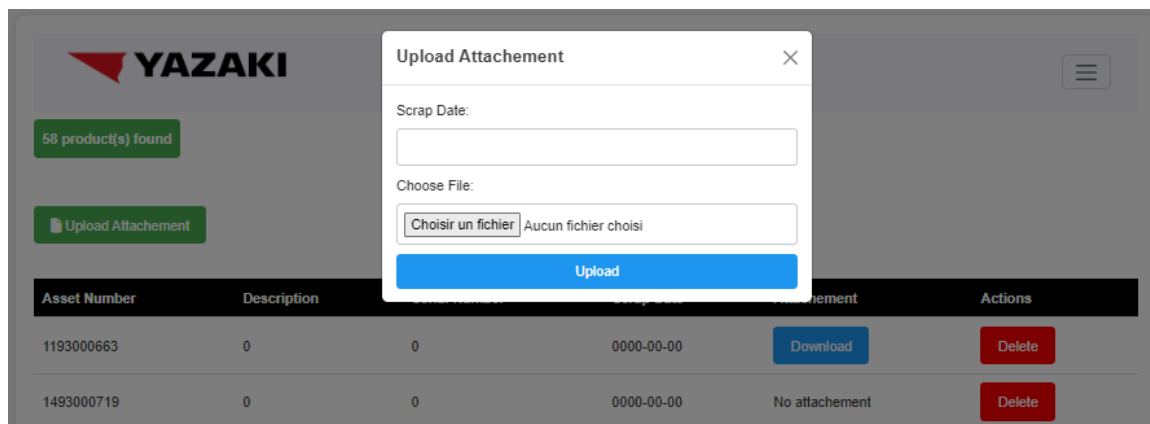 YAZAKI
58 product(s) found
Upload Attachement
Upload Attachement
Scrap Date:
Choose File:
Choisir un fichier Aucun fichier choisi
Upload
Asset Number Description Actions
1193000663 0 0 0000-00-00 Download Delete
1493000719 0 0 0000-00-00 No attachement Delete